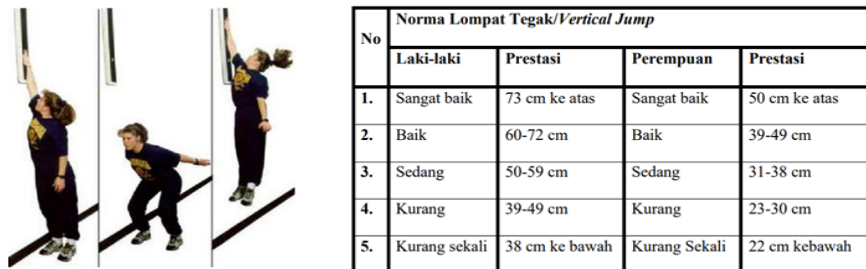 No Norma Lompat Tegak/Vertical Jump
Laki-laki Prestasi Perempuan Prestasi
1. Sangat baik 73 cm ke atas Sangat baik 50 cm ke atas
2. Baik 60-72 cm Baik 39-49 cm
3. Sedang 50-59 cm Sedang 31-38 cm
4. Kurang 39-49 cm Kurang 23-30 cm
5. Kurang sekali 38 cm ke bawah Kurang Sekali 22 cm kebawah